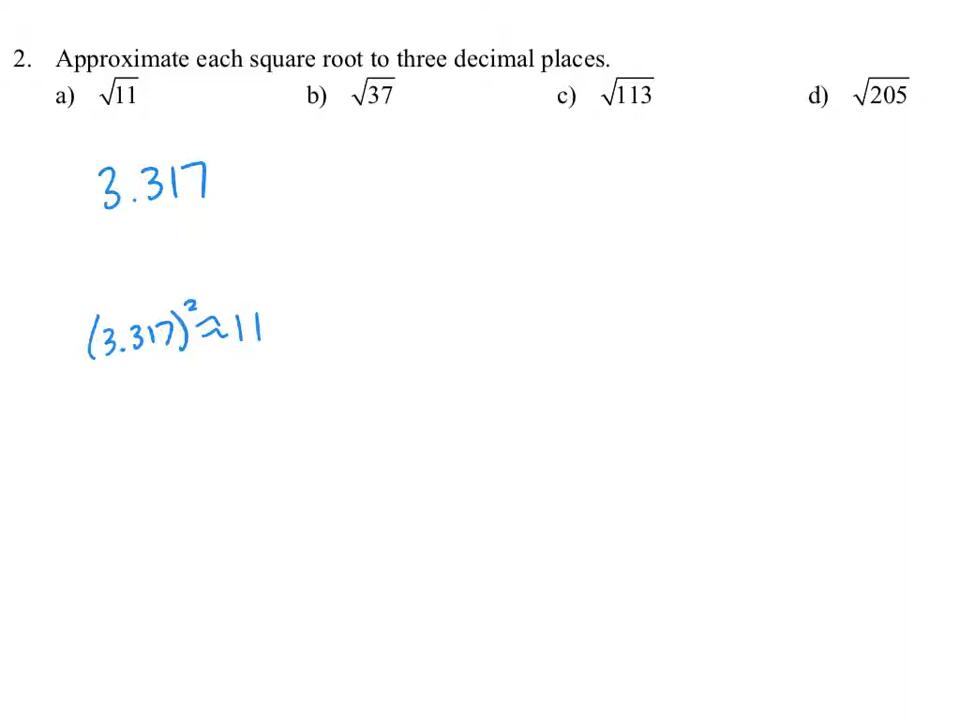 2. Approximate each square root to three decimal places.
a) √11 b) √37 c) √113 d) √205
3.317
(3.317)² ≈ 11